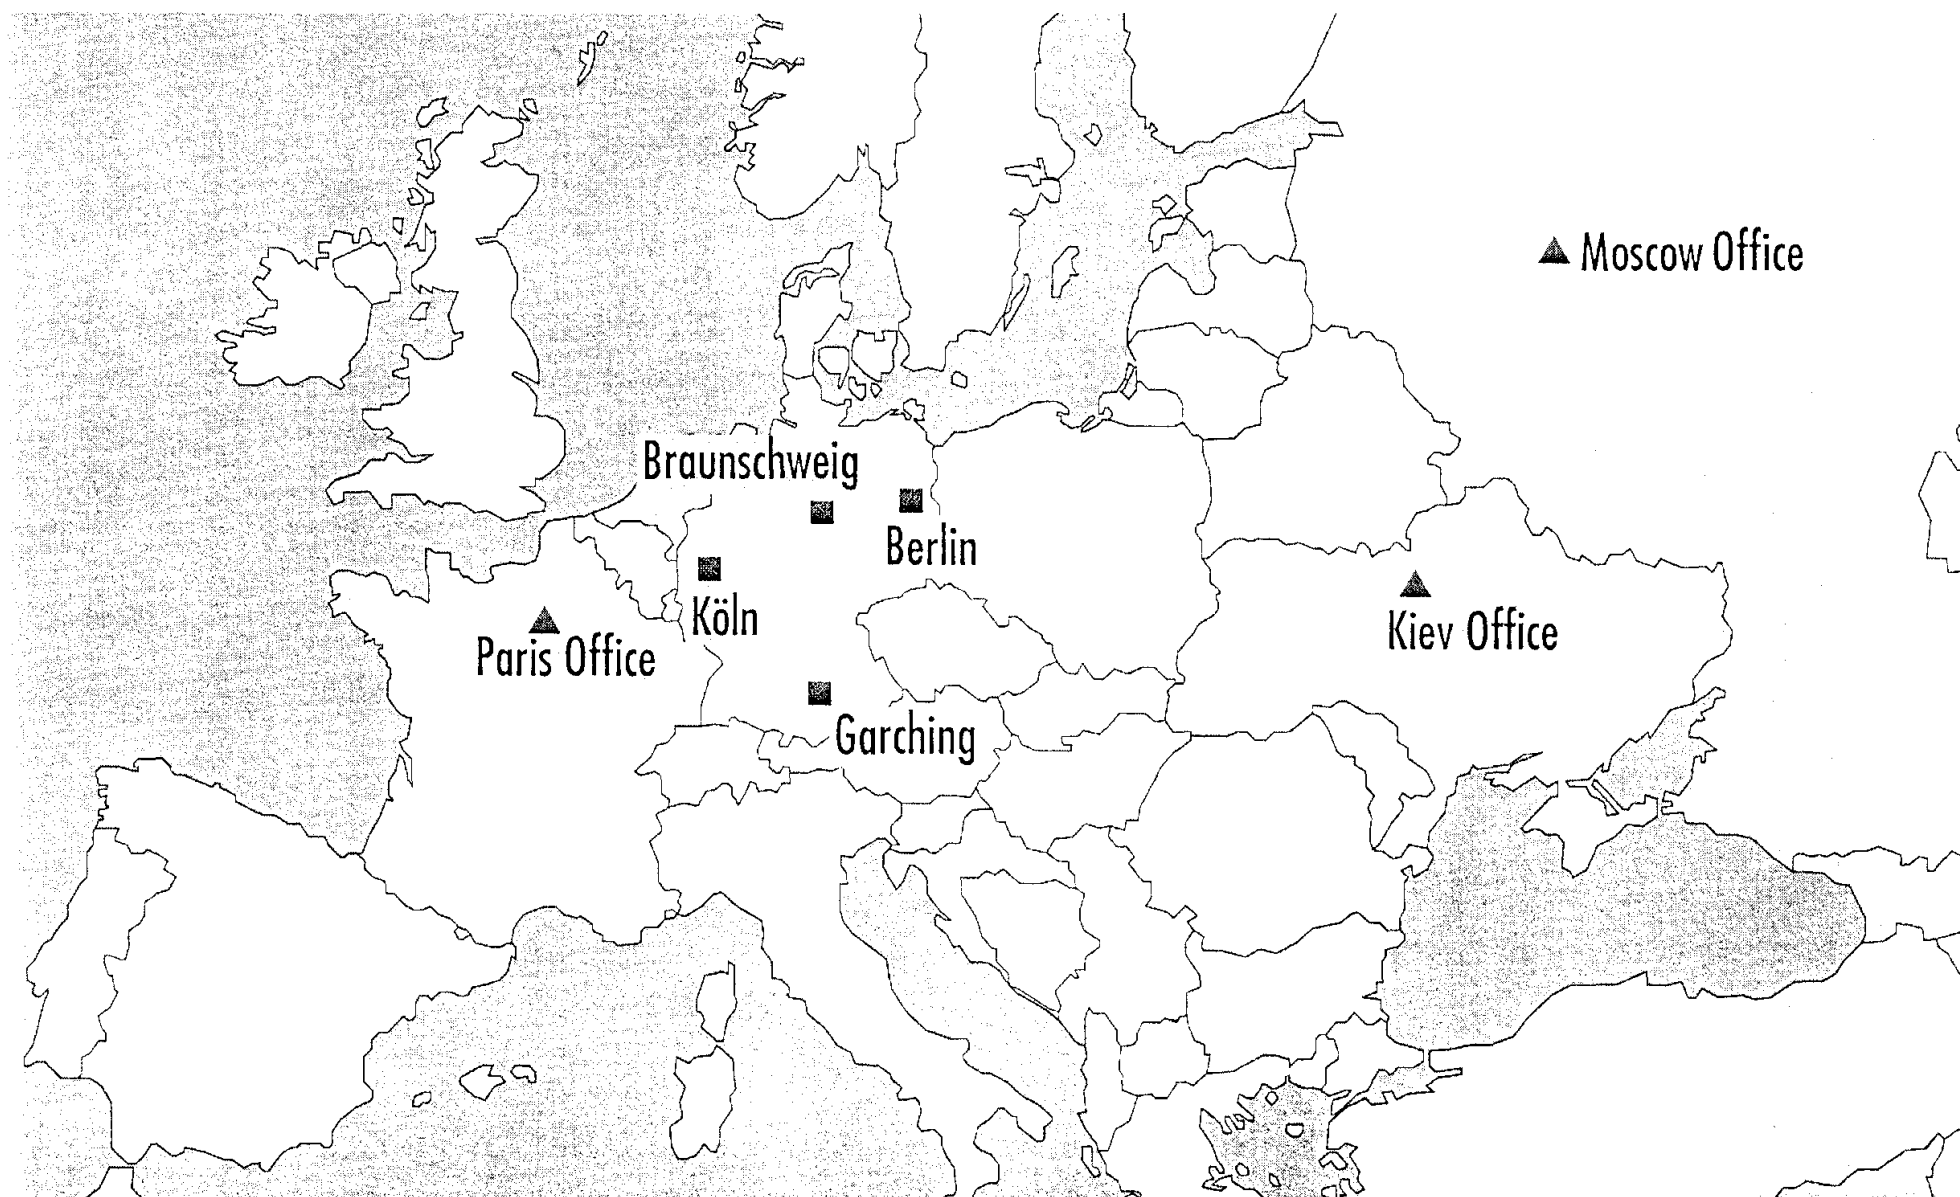 Moscow Office
Braunschweig
Berlin
Köln
Kiev Office
Paris Office
Garching